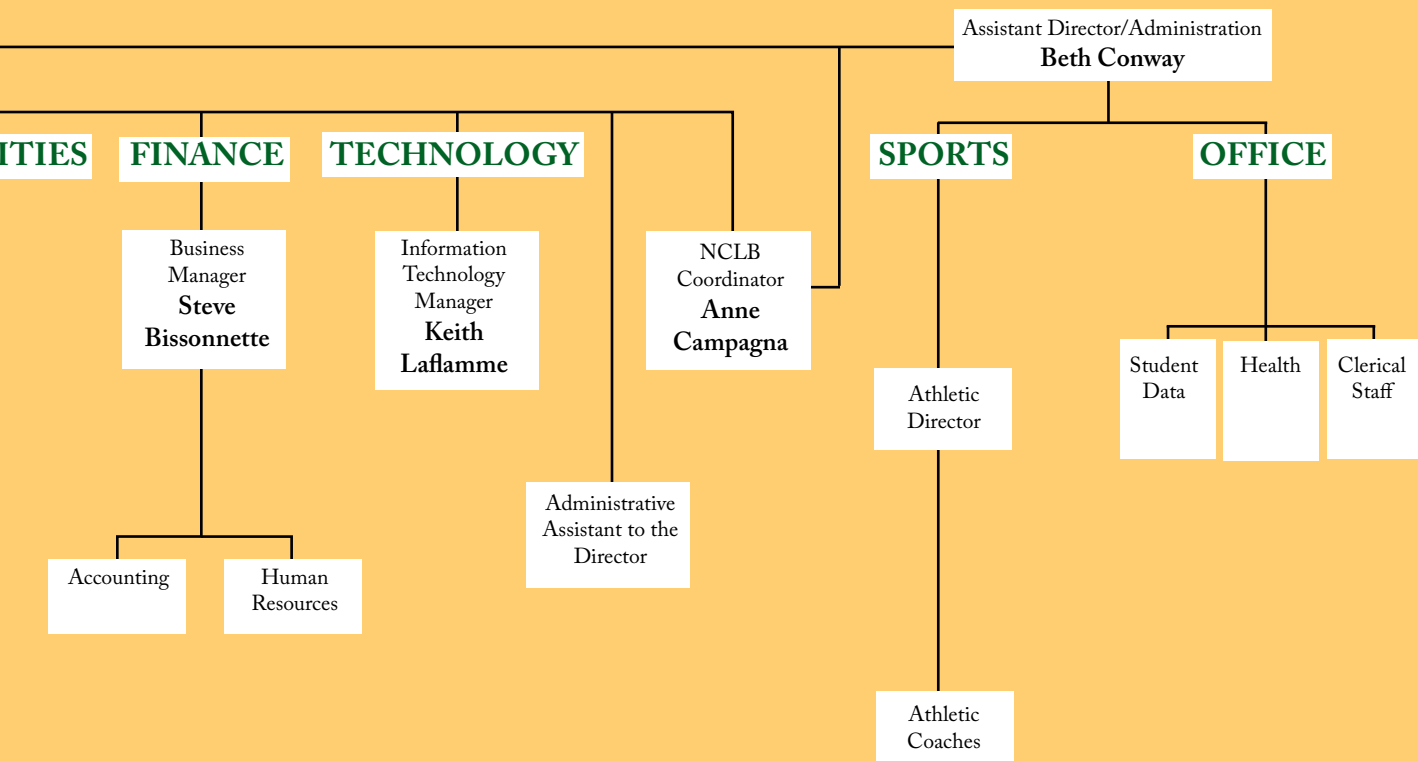 Assistant Director/Administration
Beth Conway
ITIES
FINANCE
TECHNOLOGY
SPORTS
OFFICE
Business
Manager
Steve
Bissonnette
Information
Technology
Manager
Keith
Laflamme
NCLB
Coordinator
Anne
Campagna
Athletic
Director
Student
Data
Health
Clerical
Staff
Administrative
Assistant to the
Director
Accounting
Human
Resources
Athletic
Coaches